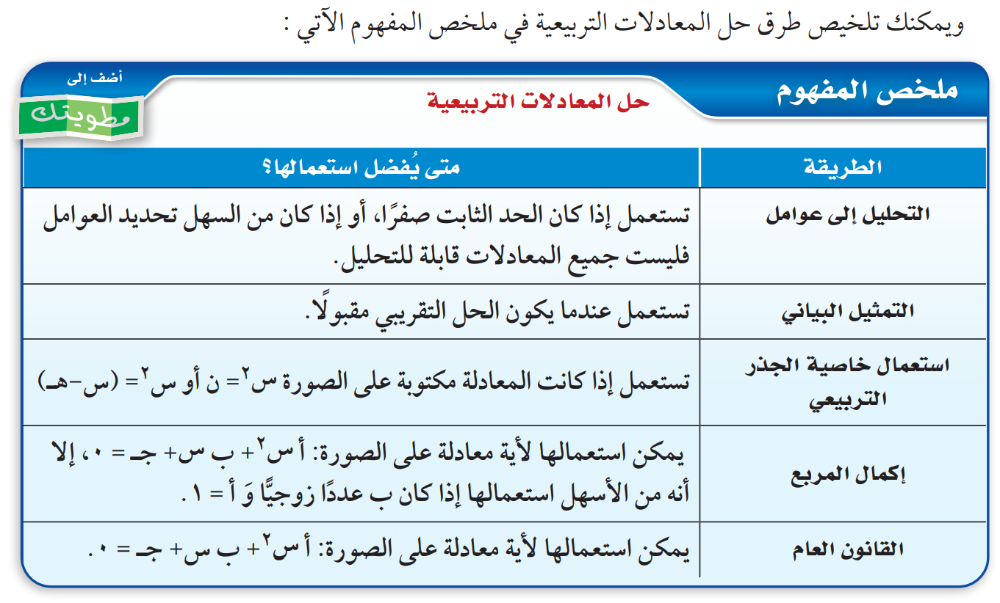 ويمكنك تلخيص طرق حل المعادلات التربيعية في ملخص المفهوم الآتي :
ملخص المفهوم
حل المعادلات التربيعية
أضف إلى
مطويتك
الطريقة
متى يُفضل استعمالها؟
التحليل إلى عوامل
تستعمل إذا كان الحد الثابت صفرًا، أو إذا كان من السهل تحديد العوامل
فليست جميع المعادلات قابلة للتحليل.
التمثيل البياني
تستعمل عندما يكون الحل التقريبي مقبولًا.
استعمال خاصية الجذر
التربيعي
تستعمل إذا كانت المعادلة مكتوبة على الصورة س٢= ن أو س٢= (س-هـ)
إكمال المربع
يمكن استعمالها لأية معادلة على الصورة: أ س٢+ ب س+ جـ = ٠، إلا
أنه من الأسهل استعمالها إذا كان ب عددًا زوجيًّا وَ أ = ١ .
القانون العام
يمكن استعمالها لأية معادلة على الصورة: أ س٢+ ب س+ جـ = ٠ .